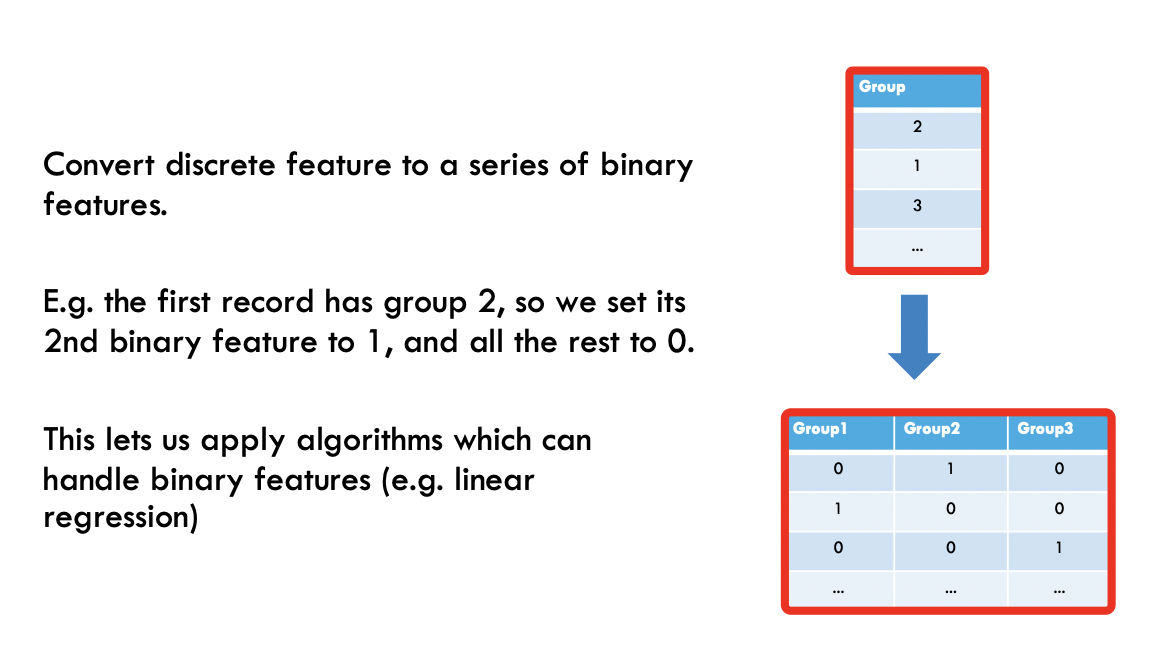 Convert discrete feature to a series of binary
features.
E.g. the first record has group 2, so we set its
2nd binary feature to 1, and all the rest to 0.
This lets us apply algorithms which can
handle binary features (e.g. linear
regression)
Group
2
1
3
...
Group1 Group2 Group3
0 1 0
1 0 0
0 0 1
... ... ...